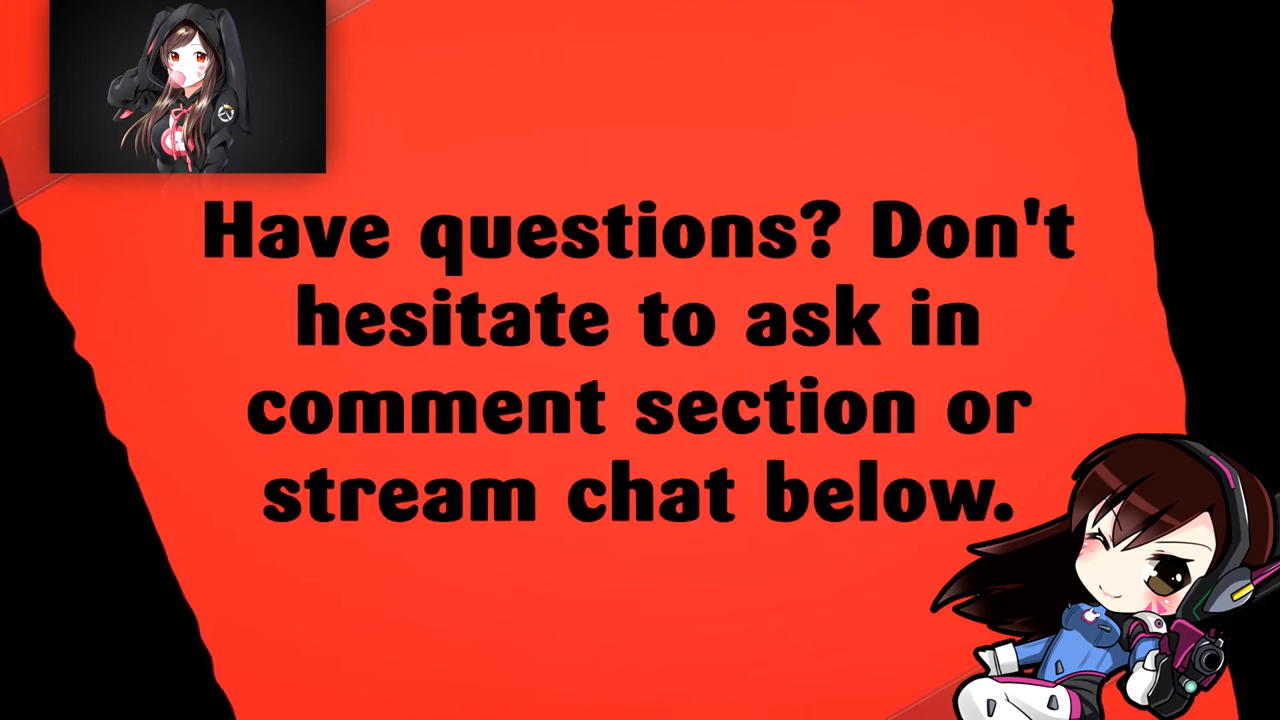 Have questions? Don't
hesitate to ask in
comment section or
stream chat below.